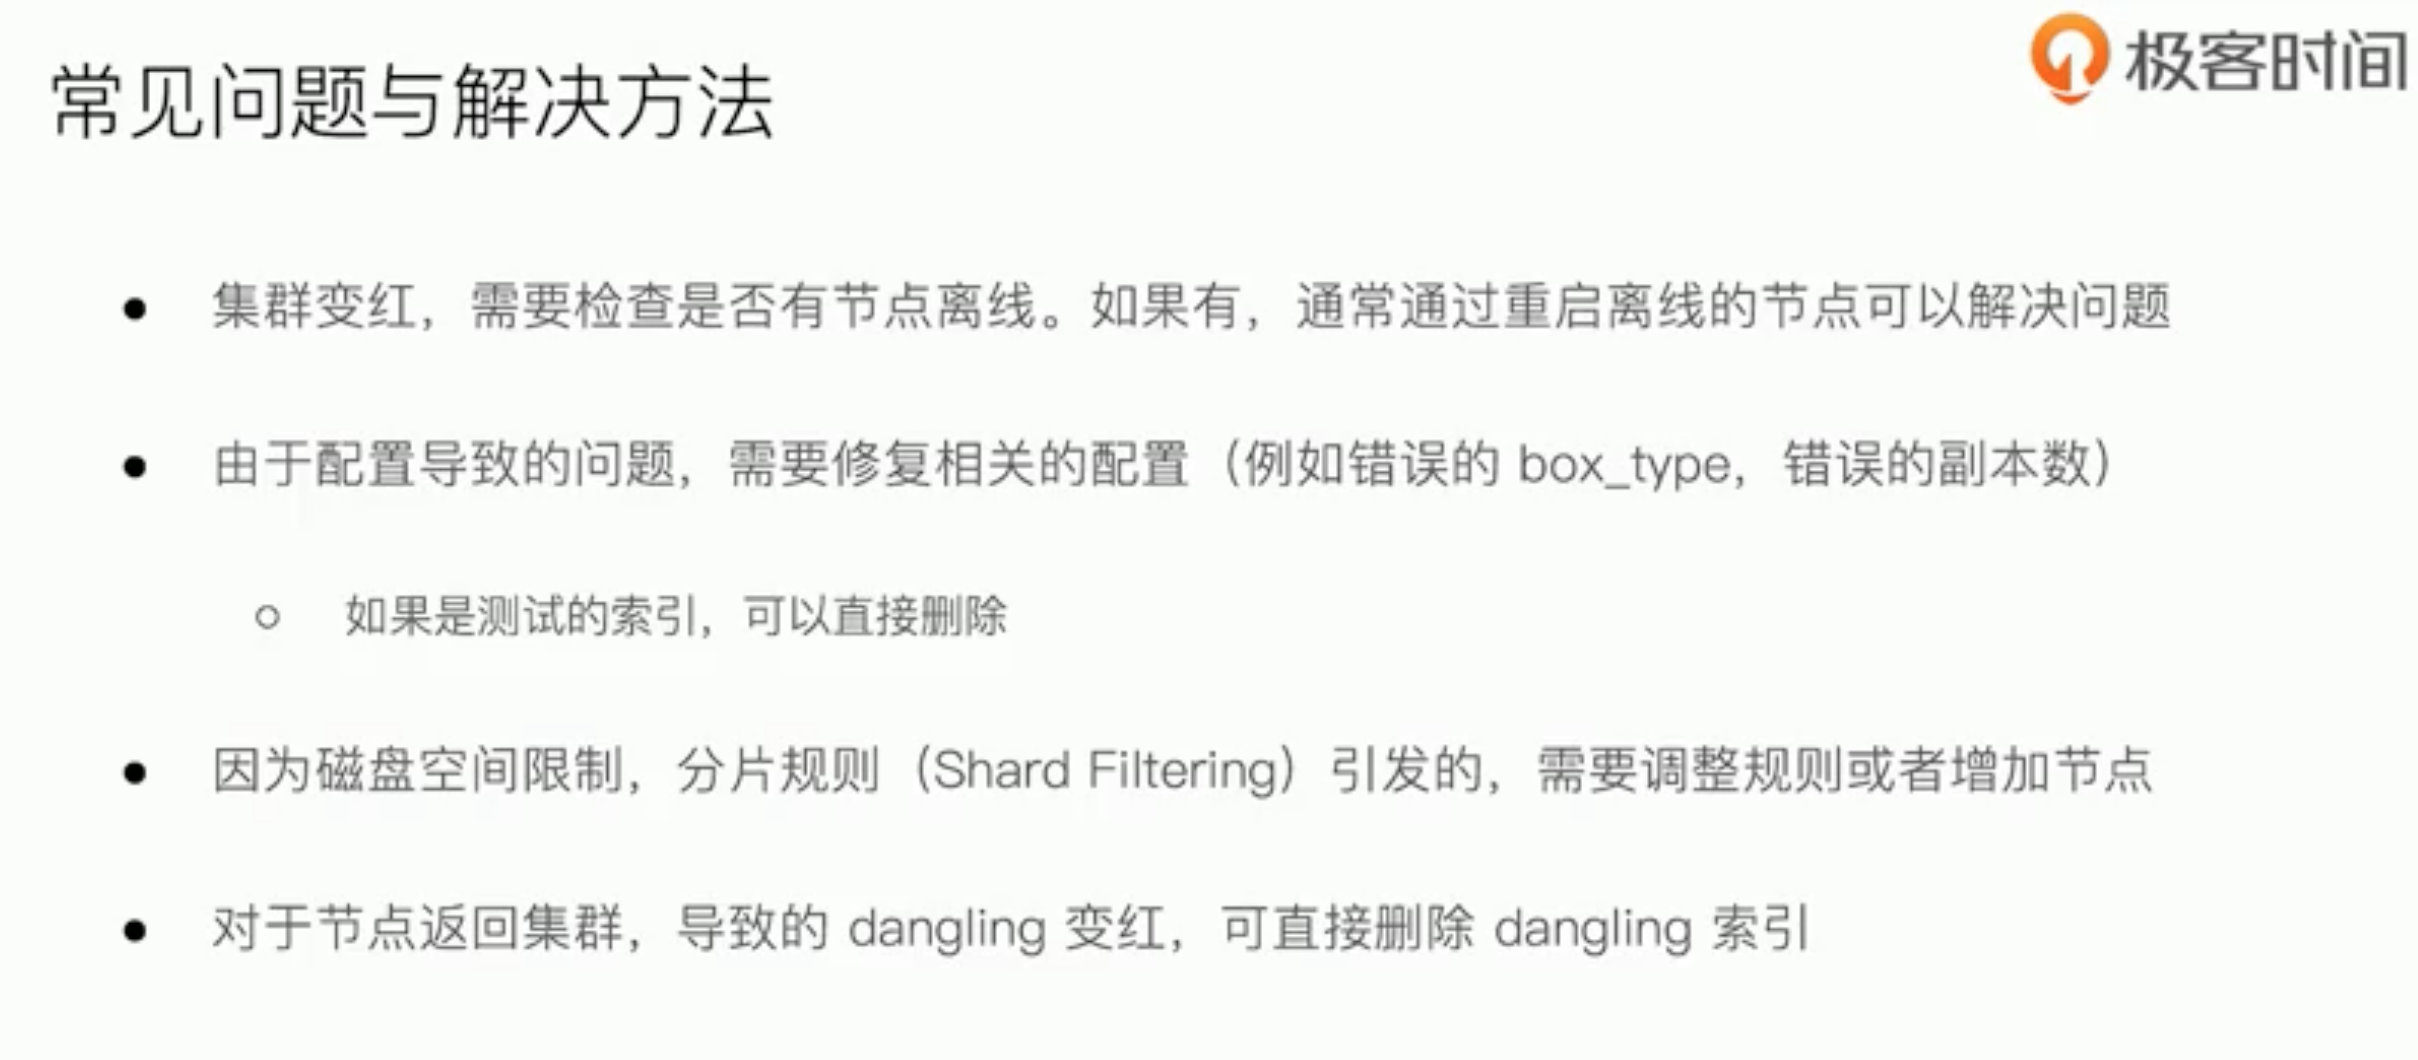 极客时间
常见问题与解决方法
● 集群变红，需要检查是否有节点离线。如果有，通常通过重启离线的节点可以解决问题
● 由于配置导致的问题，需要修复相关的配置（例如错误的 box_type，错误的副本数）
○ 如果是测试的索引，可以直接删除
● 因为磁盘空间限制，分片规则（Shard Filtering）引发的，需要调整规则或者增加节点
● 对于节点返回集群，导致的 dangling 变红，可直接删除 dangling 索引